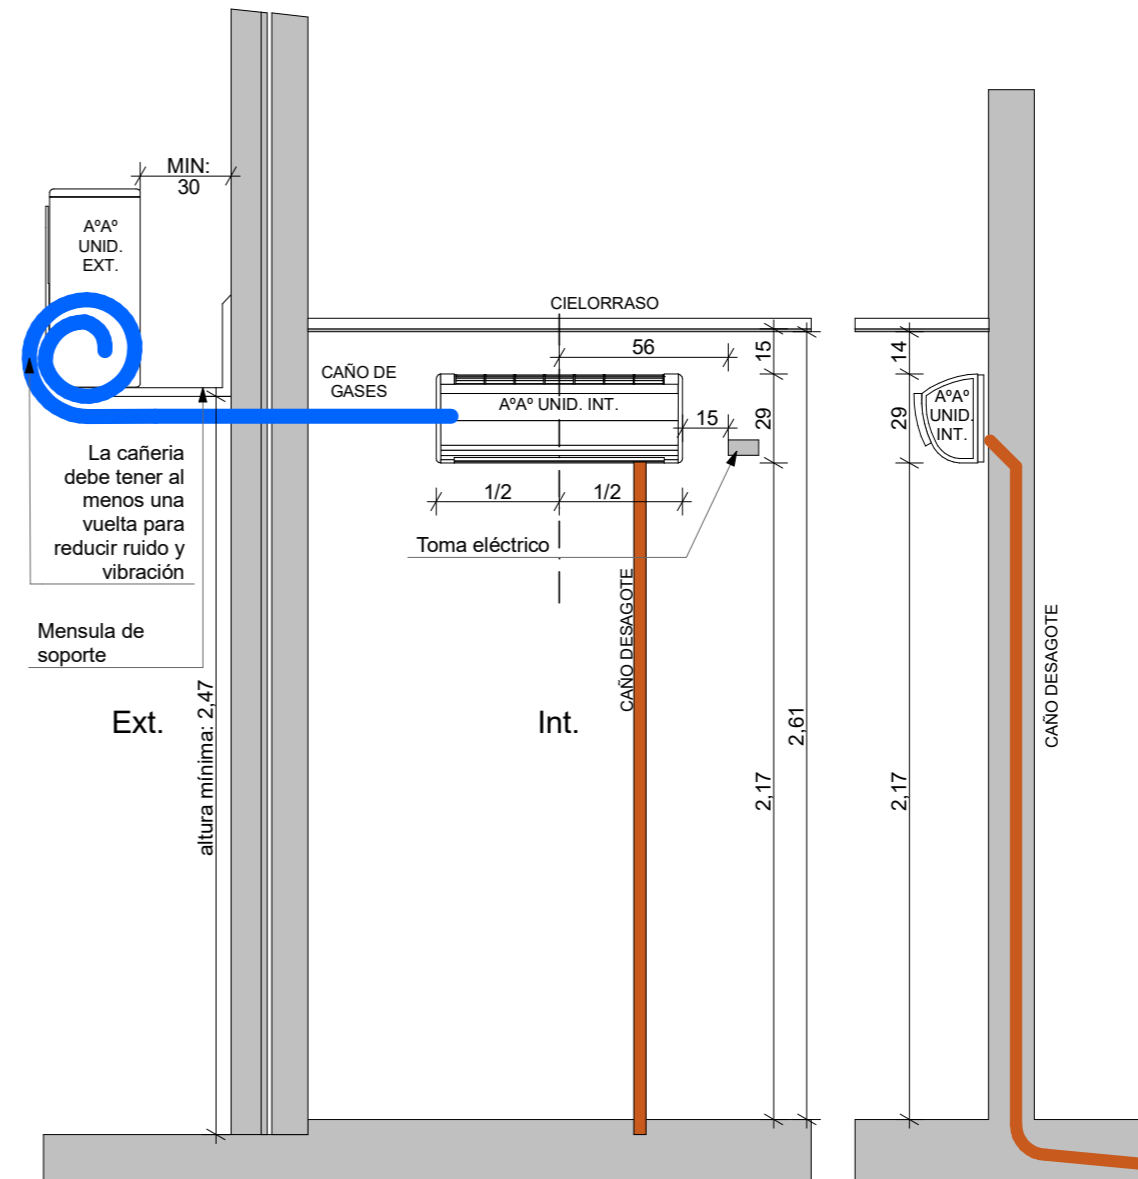 MIN:
30
AºAº
UNID.
EXT.
CIELORRASO
56
15
14
CAÑO DE
GASES
AºAº UNID. INT.
15
29
29
AºAº
UNID.
INT.
La cañeria
debe tener al
menos una
vuelta para
reducir ruido y
vibración
1/2
1/2
Toma eléctrico
CAÑO DESAGOTE
CAÑO DESAGOTE
Mensula de
soporte
Ext.
Int.
altura mínima: 2,47
2,61
2,17
2,17